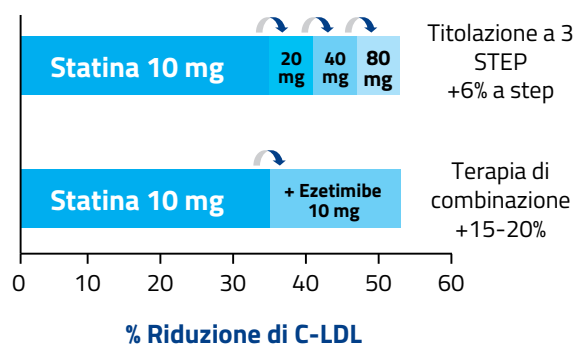 Statina 10 mg
20
mg
40
mg
80
mg
Titolazione a 3
STEP
+6% a step
Statina 10 mg
+ Ezetimibe
10 mg
Terapia di
combinazione
+15-20%
0 10 20 30 40 50 60
% Riduzione di C-LDL